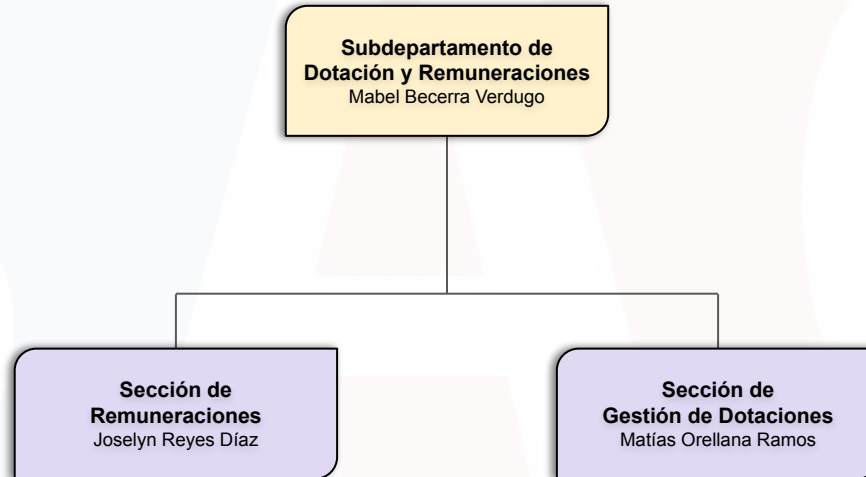 Subdepartamento de
Dotación y Remuneraciones
Mabel Becerra Verdugo
Sección de
Remuneraciones
Joselyn Reyes Díaz
Sección de
Gestión de Dotaciones
Matías Orellana Ramos